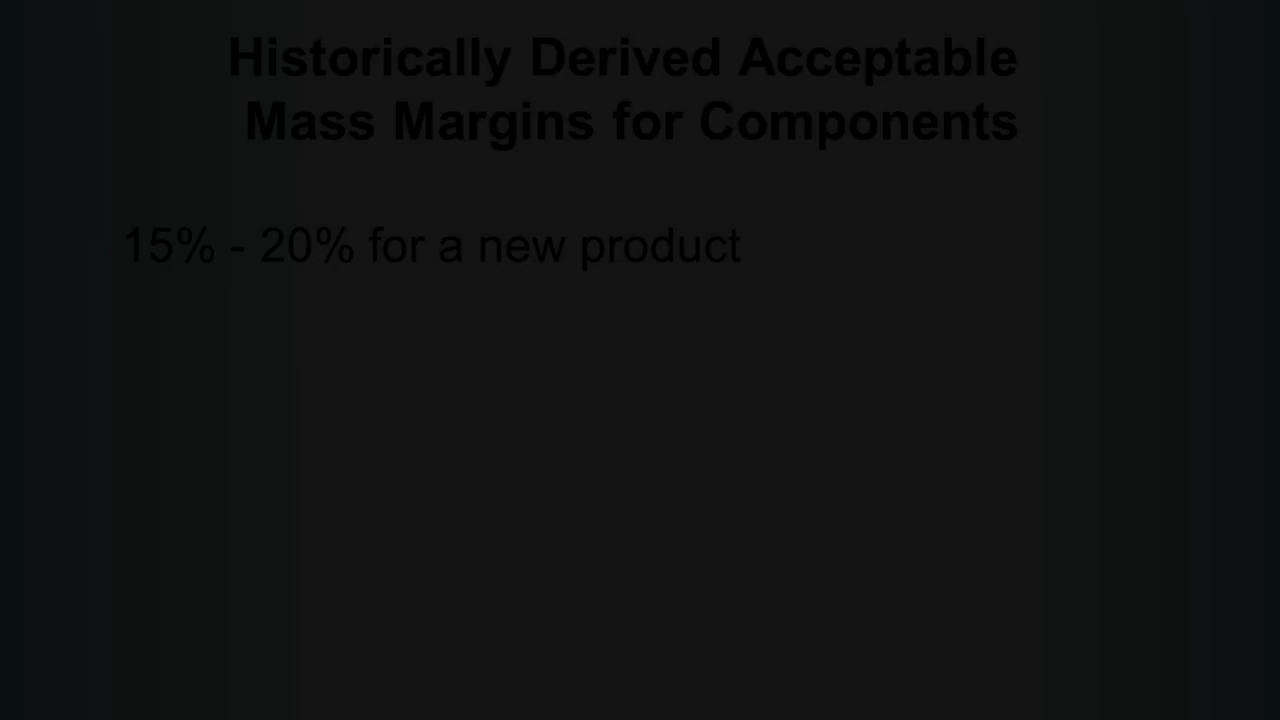 Historically Derived Acceptable
Mass Margins for Components
15% - 20% for a new product